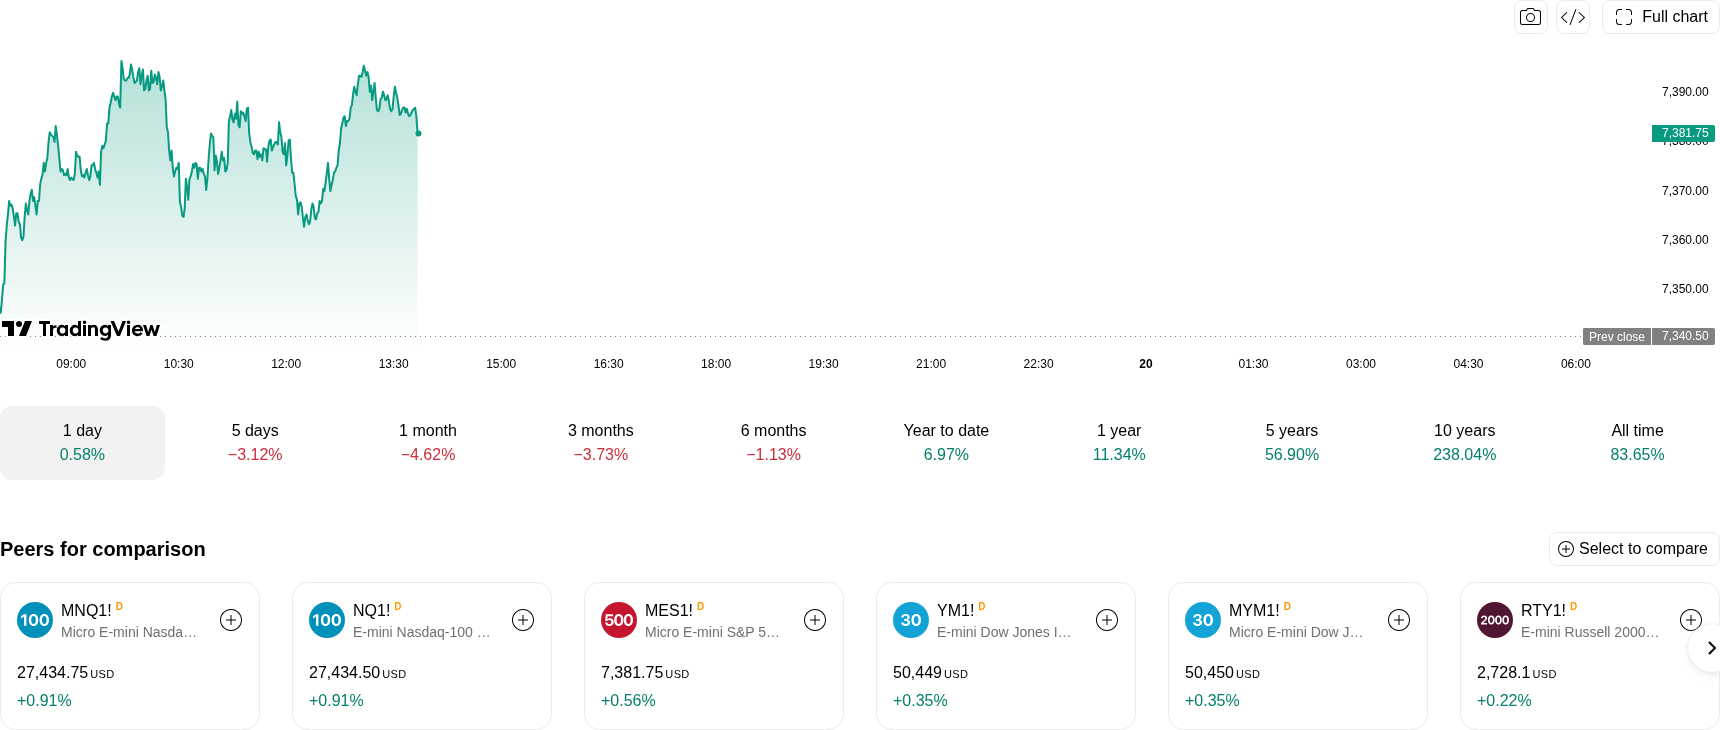 Full chart
7,390.00
7,381.75
7,380.00
7,370.00
7,360.00
7,350.00
TradingView
Prev close 7,340.50
09:00 10:30 12:00 13:30 15:00 16:30 18:00 19:30 21:00 22:30 20 01:30 03:00 04:30 06:00
1 day 5 days 1 month 3 months 6 months Year to date 1 year 5 years 10 years All time
0.58% −3.12% −4.62% −3.73% −1.13% 6.97% 11.34% 56.90% 238.04% 83.65%
Peers for comparison
Select to compare
100 MNQ1! D
Micro E-mini Nasda…
27,434.75 USD
+0.91%
100 NQ1! D
E-mini Nasdaq-100 …
27,434.50 USD
+0.91%
500 MES1! D
Micro E-mini S&P 5…
7,381.75 USD
+0.56%
30 YM1! D
E-mini Dow Jones I…
50,449 USD
+0.35%
30 MYM1! D
Micro E-mini Dow J…
50,450 USD
+0.35%
2000 RTY1! D
E-mini Russell 2000…
2,728.1 USD
+0.22%